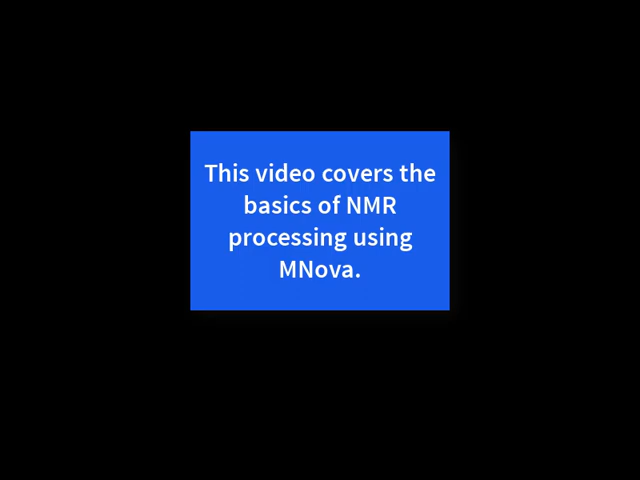 This video covers the
basics of NMR
processing using
MNova.